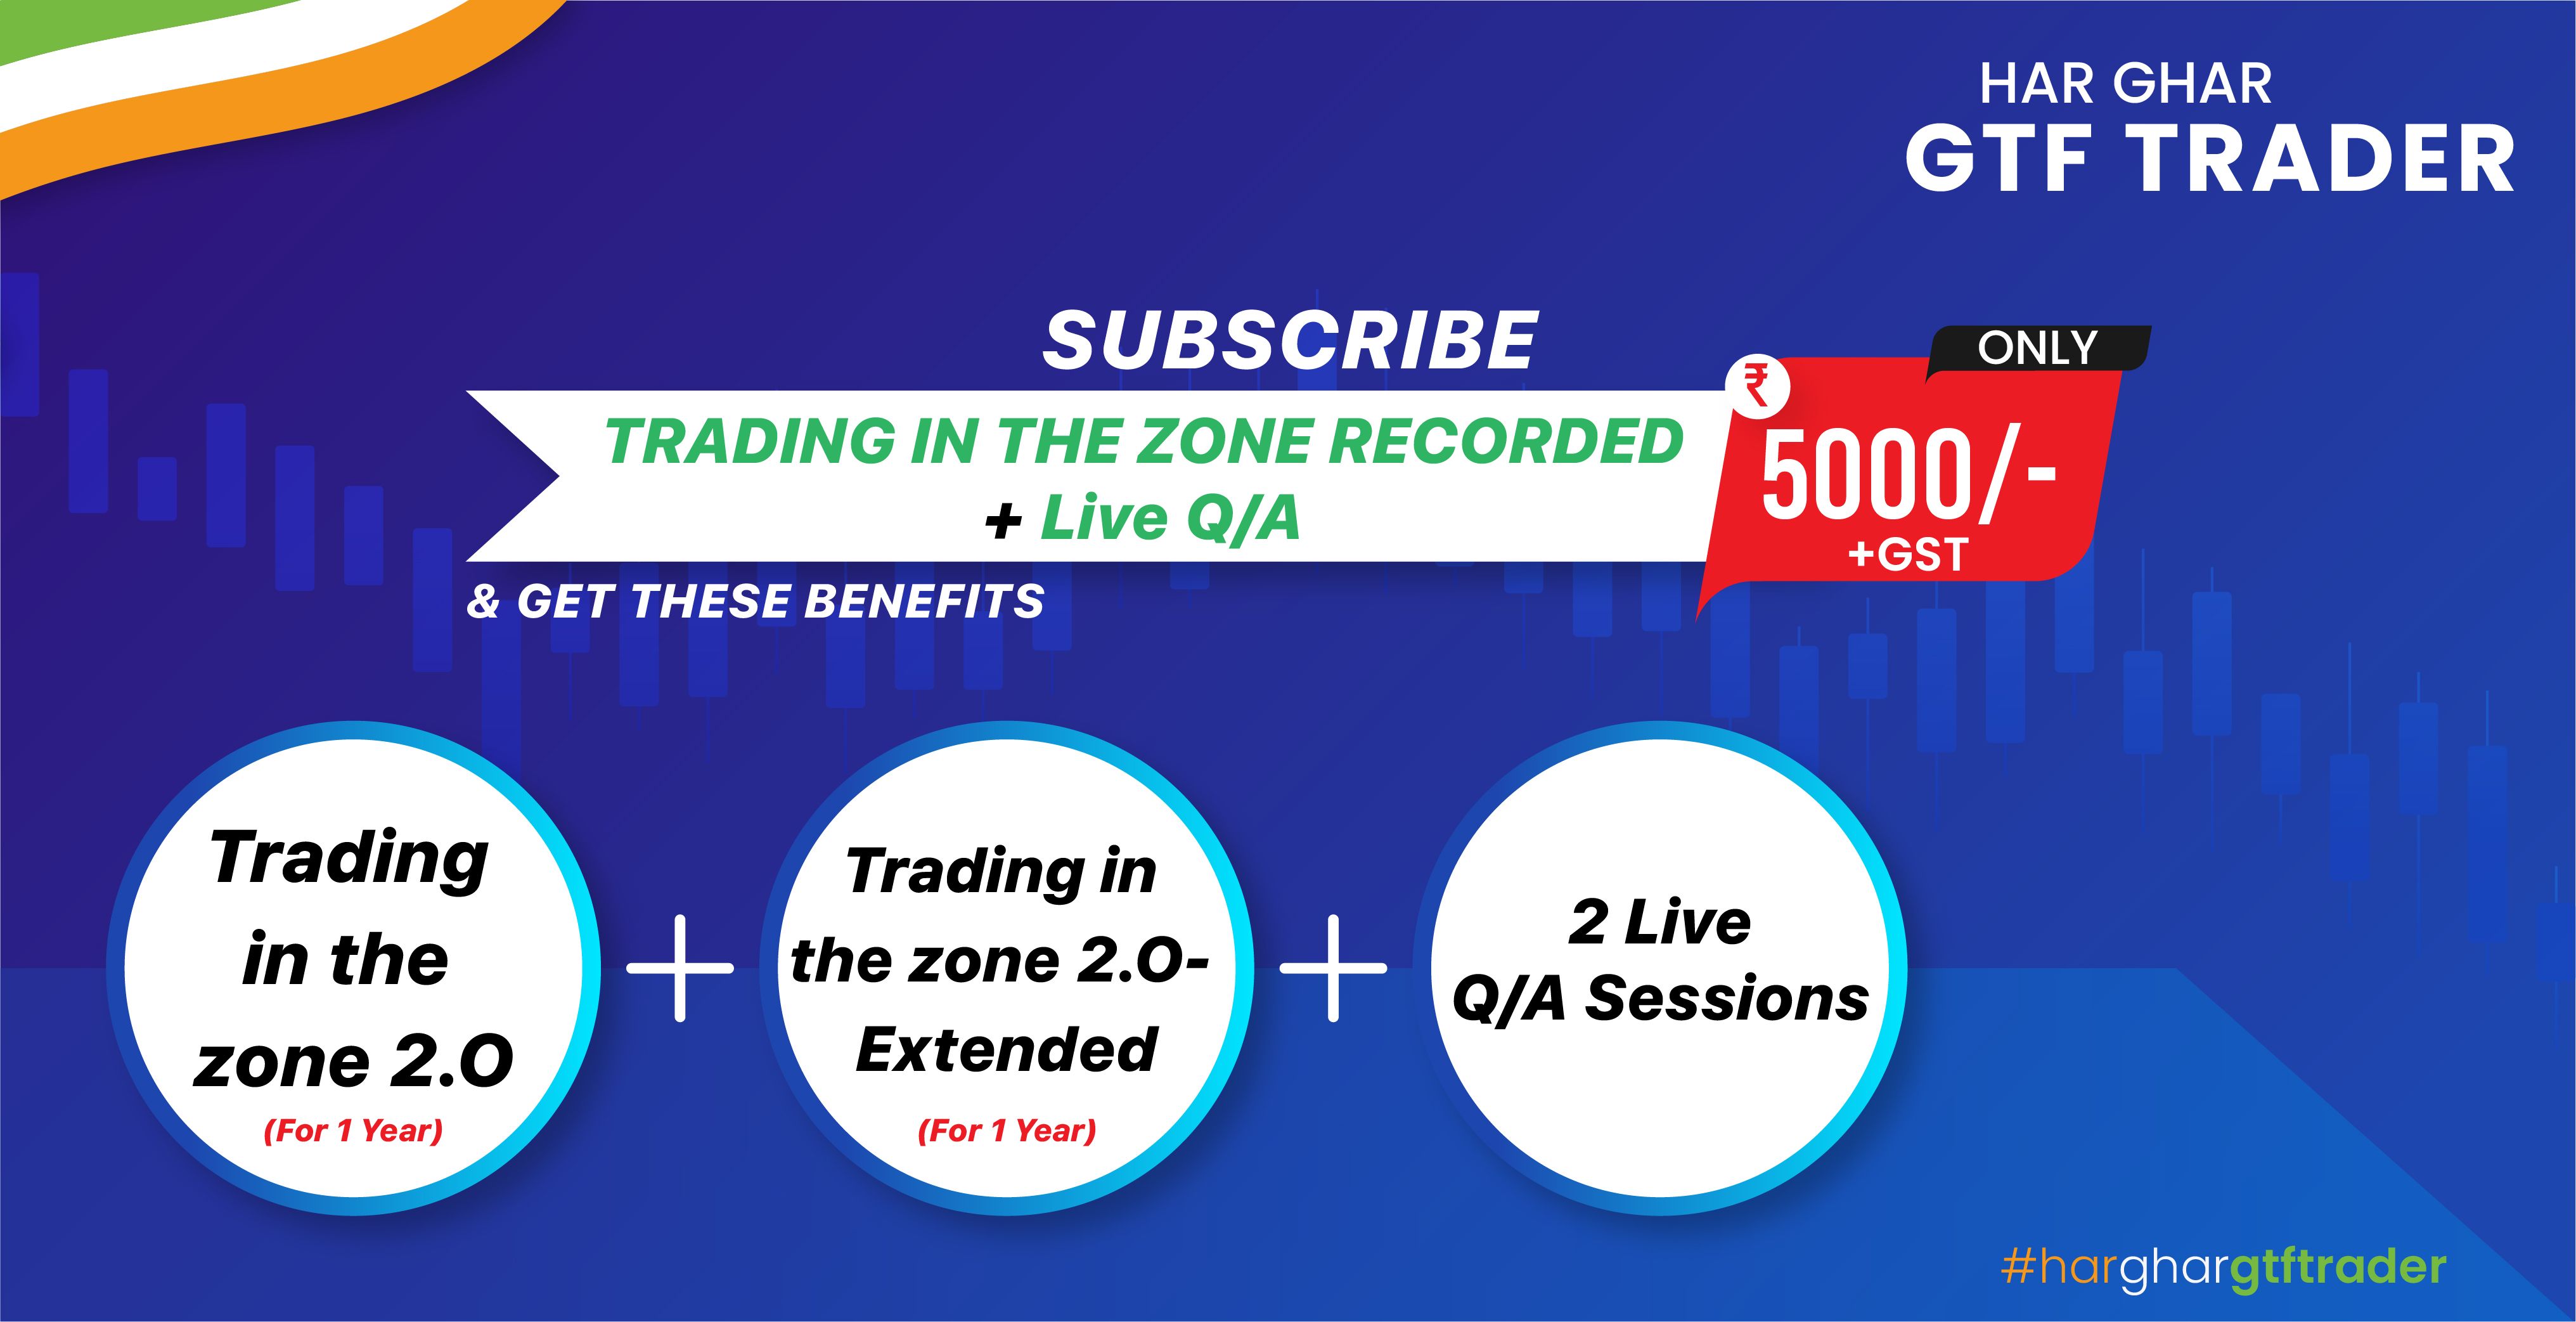 HAR GHAR
GTF TRADER
SUBSCRIBE
TRADING IN THE ZONE RECORDED
+ Live Q/A
ONLY
₹
5000/-
+GST
& GET THESE BENEFITS
Trading
in the
zone 2.O
(For 1 Year)
+
Trading in
the zone 2.O-
Extended
(For 1 Year)
+
2 Live
Q/A Sessions
#harghargtftrader